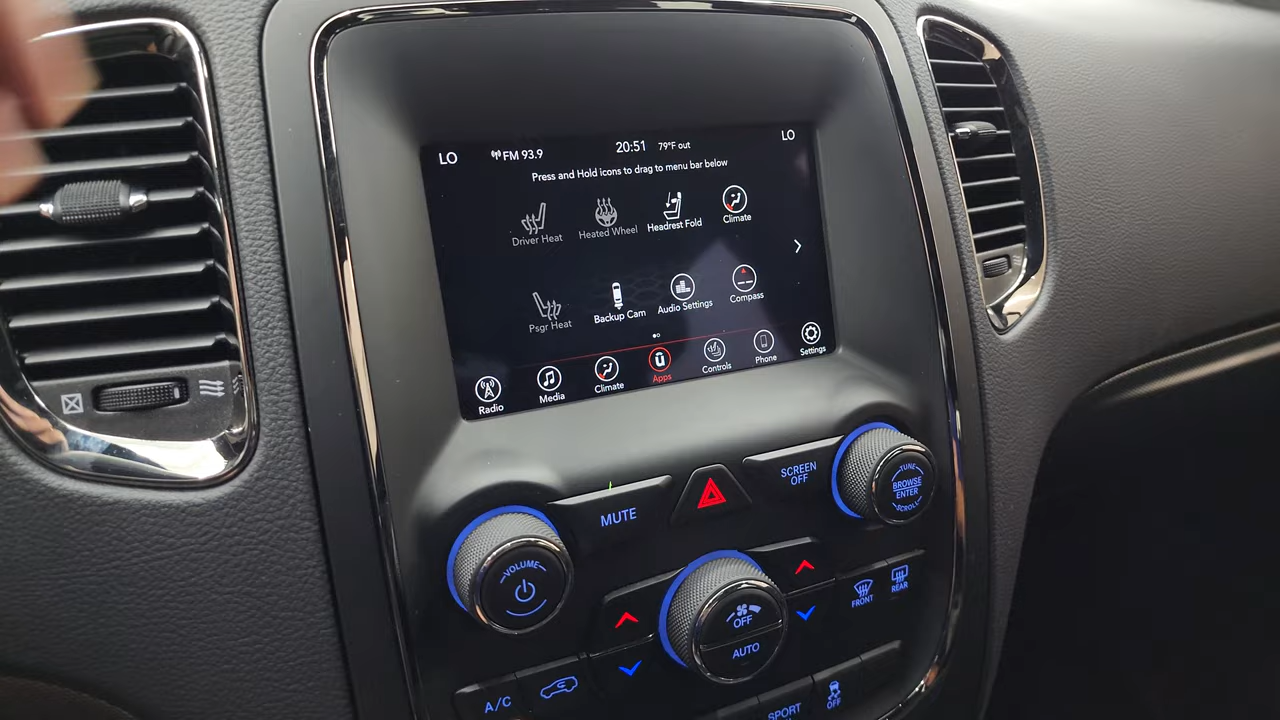 LO FM 93.9 20:51 79°F out LO
Press and Hold icons to drag to menu bar below
Driver Heat Heated Wheel Headrest Fold Climate
Psgr Heat Backup Cam Audio Settings Compass
Radio Media Climate Apps Controls Phone Settings
MUTE
SCREEN
OFF
TUNE
BROWSE
ENTER
SCROLL
VOLUME
OFF
AUTO
FRONT
REAR
A/C
SPORT
OFF